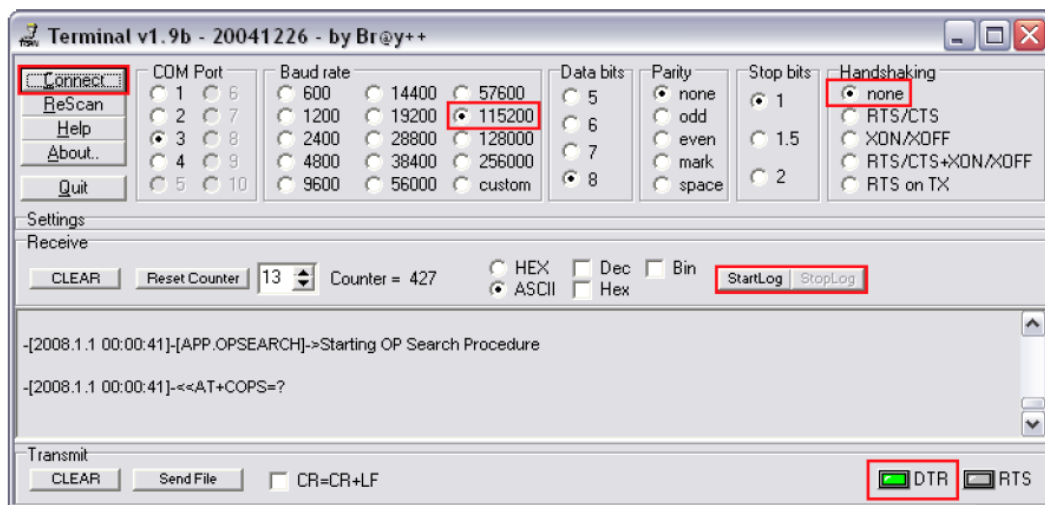 Terminal v1.9b - 20041226 - by Br@y++
Connect
ReScan
Help
About..
Quit
COM Port
1 6
2 7
3 8
4 9
5 10
Baud rate
600 14400 57600
1200 19200 115200
2400 28800 128000
4800 38400 256000
9600 56000 custom
Data bits
5
6
7
8
Parity
none
odd
even
mark
space
Stop bits
1
1.5
2
Handshaking
none
RTS/CTS
XON/XOFF
RTS/CTS+XON/XOFF
RTS on TX
Settings
Receive
CLEAR Reset Counter 13 Counter = 427 HEX Dec Bin
ASCII Hex
StartLog StopLog
-[2008.1.1 00:00:41]-[APP.OPSEARCH]->Starting OP Search Procedure
-[2008.1.1 00:00:41]-<<AT+COPS=?
Transmit
CLEAR Send File CR=CR+LF DTR RTS